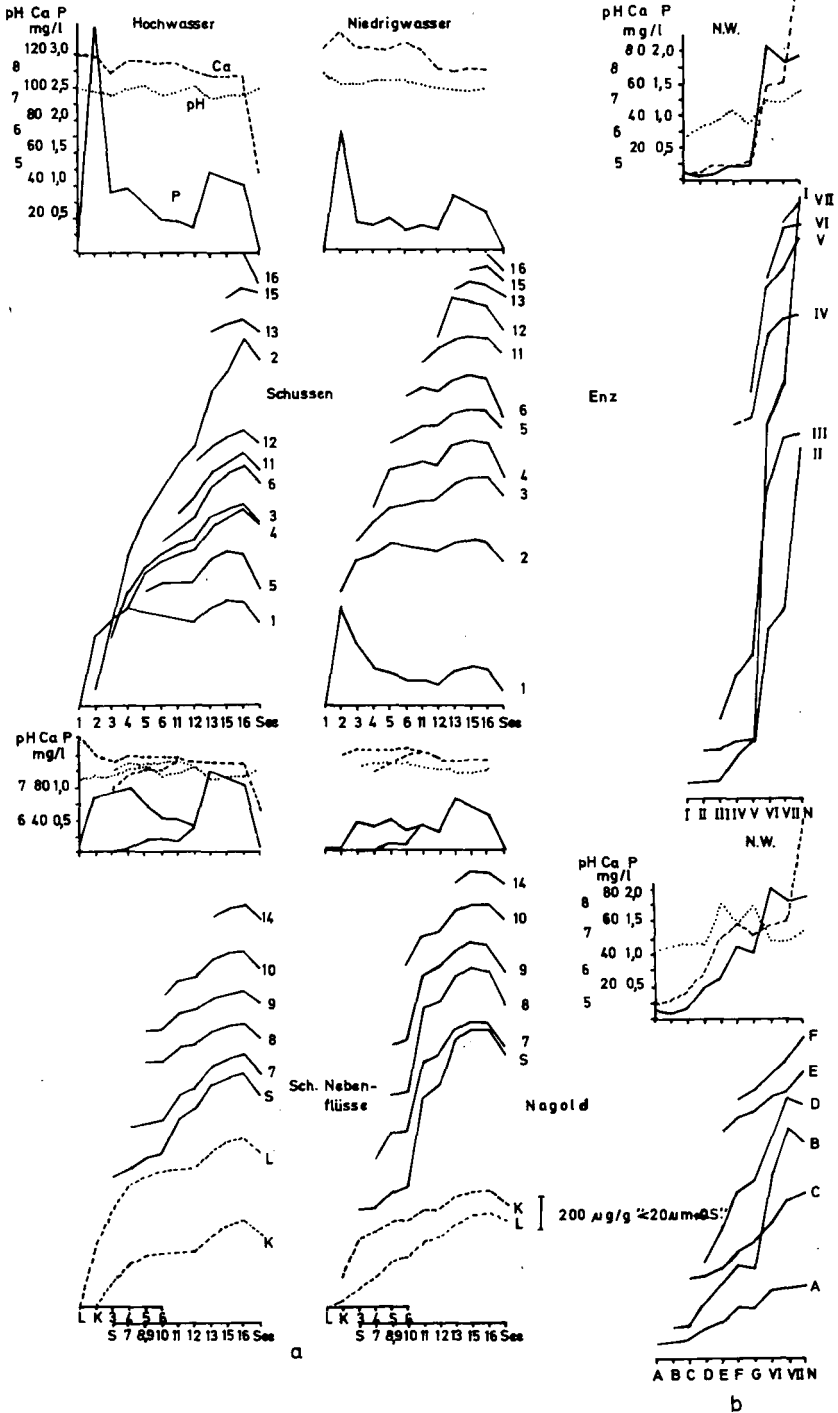 Hochwasser
pH Ca P
mg/l
120 3,0
8
100 2,5
7
80 2,0
6
60 1,5
5
40 1,0
20 0,5
Ca
pH
P
Niedrigwasser
16
15
13
2
12
11
6
3
4
5
1
1 2 3 4 5 6 11 12 13 15 16 See
Schussen
16
15
13
12
11
6
5
4
3
2
1
1 2 3 4 5 6 11 12 13 15 16 See
pH Ca P
mg/l
7 80 1,0
6 40 0,5
14
10
9
8
7
S
L
K
L K 3 4 5 6
S 7 8,9 10 11 12 13 15 16 See
Sch. Neben-
flüsse
14
10
9
8
7
S
K
L
L K 3 4 5 6
S 7 8,9 10 11 12 13 15 16 See
200 µg/g
a
pH Ca P
mg/l
N.W.
80 2,0
8
60 1,5
7
40 1,0
6
20 0,5
5
Enz
I
VII
VI
V
IV
III
II
I II III IV V VI VII N
N.W.
pH Ca P
mg/l
80 2,0
8
60 1,5
7
40 1,0
6
20 0,5
5
Nagold
F
E
D
B
C
A
A B C D E F G VI VII N
b